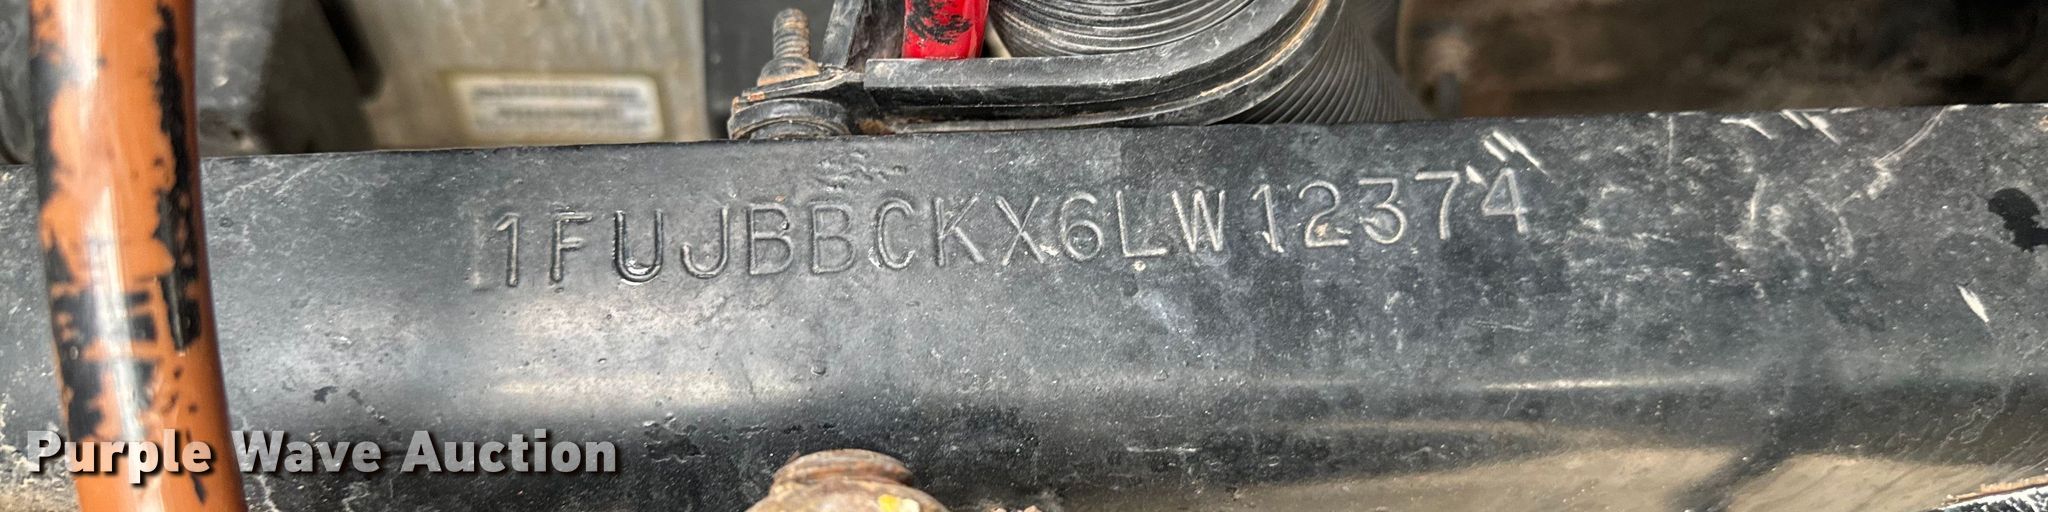 1FUJBBCKX6LW12374
Purple Wave Auction